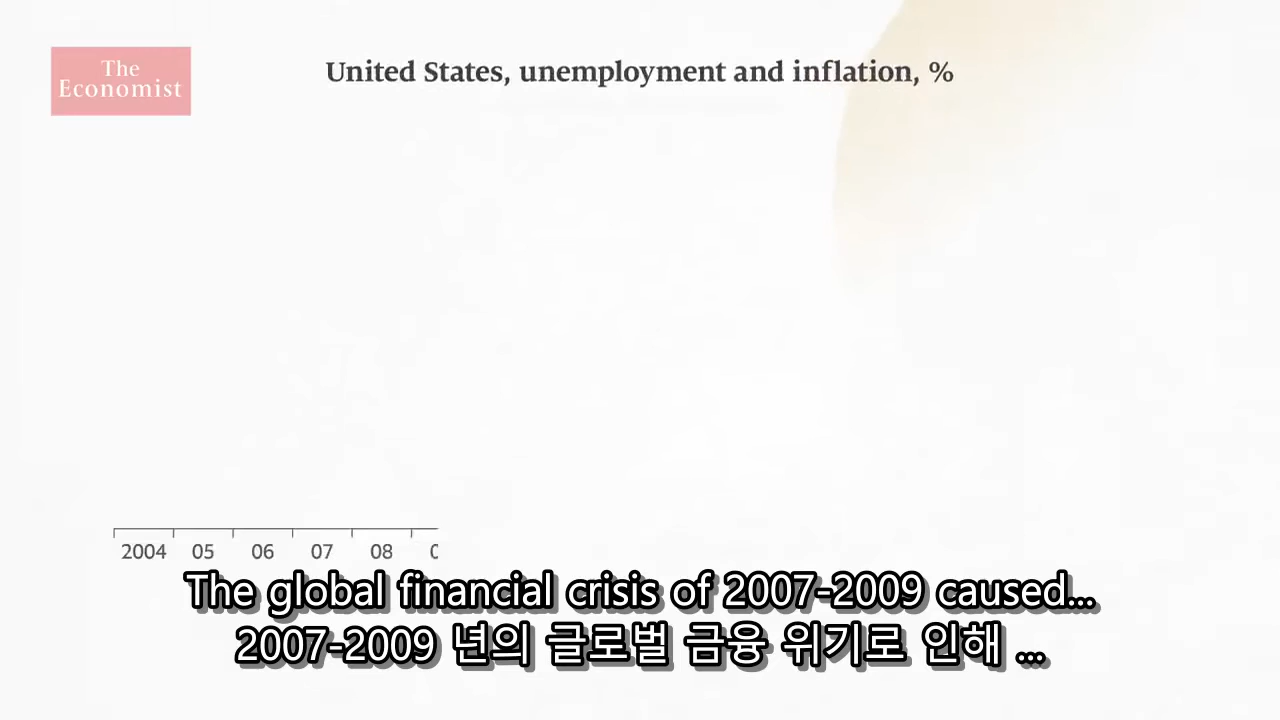 The
Economist
United States, unemployment and inflation, %
2004 05 06 07 08
The global financial crisis of 2007-2009 caused...
2007-2009 년의 글로벌 금융 위기로 인해 ...